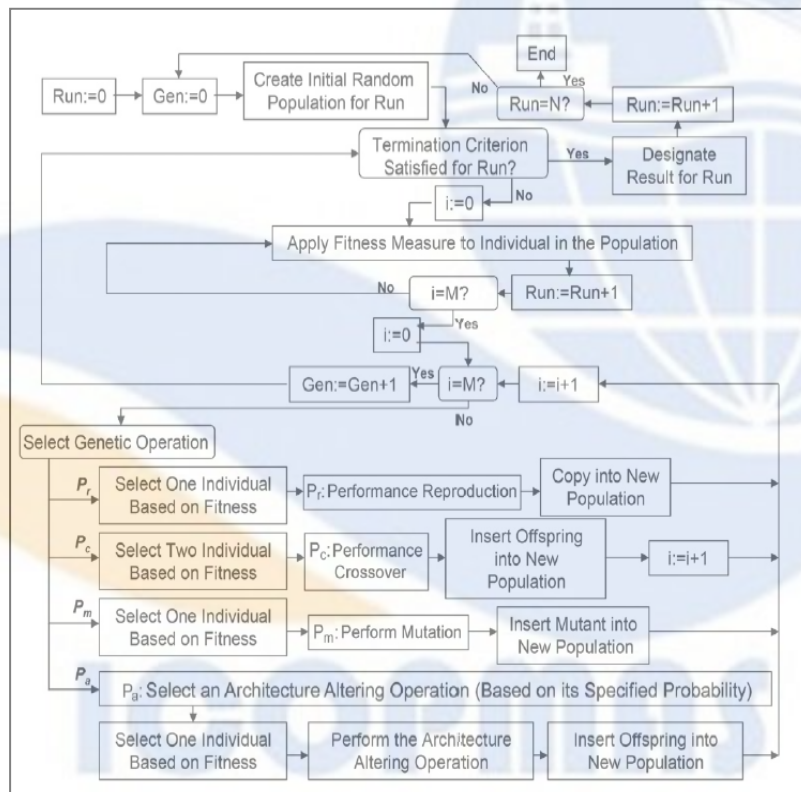 End
Run:=0
Gen:=0
Create Initial Random
Population for Run
No
Yes
Run=N?
Run:=Run+1
Termination Criterion
Satisfied for Run?
Yes
Designate
Result for Run
No
i:=0
Apply Fitness Measure to Individual in the Population
No
i=M?
Run:=Run+1
Yes
i:=0
Gen:=Gen+1
Yes
i=M?
i:=i+1
No
Select Genetic Operation
Pr
Select One Individual
Based on Fitness
Pr: Performance Reproduction
Copy into New
Population
Pc
Select Two Individual
Based on Fitness
Pc: Performance
Crossover
Insert Offspring
into New
Population
i:=i+1
Pm
Select One Individual
Based on Fitness
Pm: Perform Mutation
Insert Mutant into
New Population
Pa
Pa: Select an Architecture Altering Operation (Based on its Specified Probability)
Select One Individual
Based on Fitness
Perform the Architecture
Altering Operation
Insert Offspring into
New Population